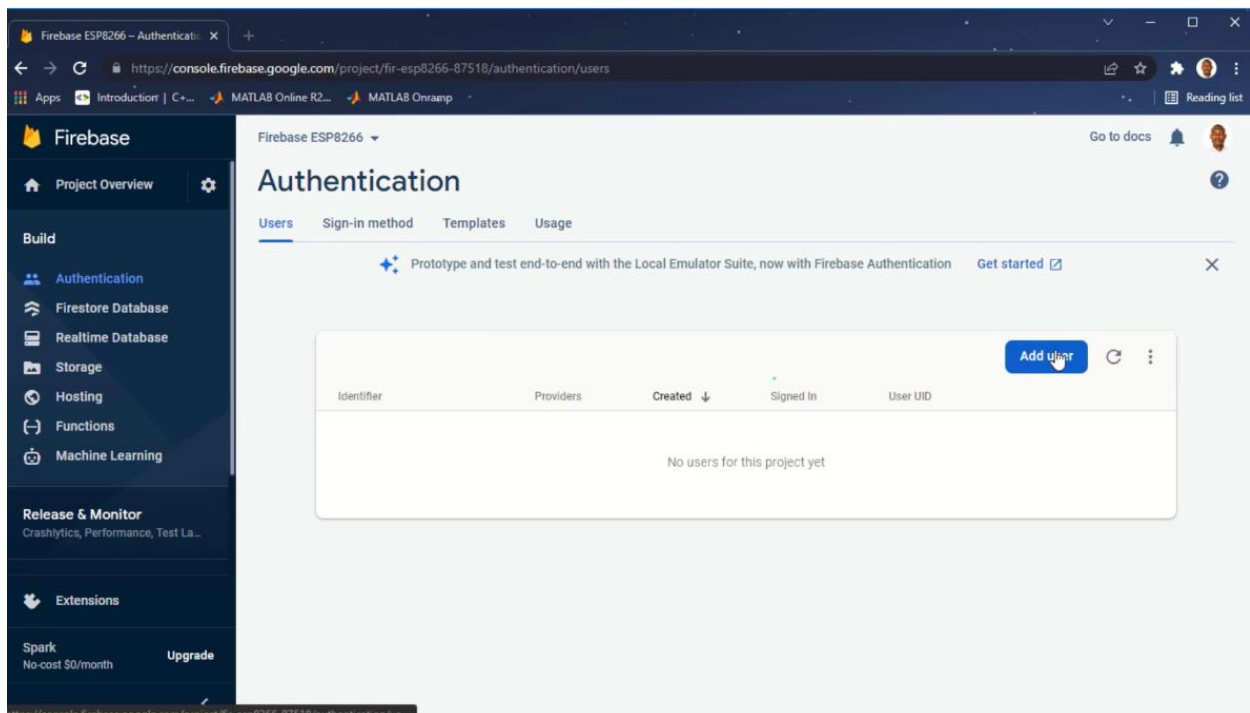 Firebase ESP8266 – Authenticatic
https://console.firebase.google.com/project/fir-esp8266-87518/authentication/users
Apps Introductiorr | C+... MATLAB Online R2... MATLAB Onramp Reading list
Firebase
Firebase ESP8266 Go to docs
Project Overview
Authentication
Users Sign-in method Templates Usage
Build
Prototype and test end-to-end with the Local Emulator Suite, now with Firebase Authentication Get started
Authentication
Firestore Database
Realtime Database
Storage
Hosting
Functions
Machine Learning
Add user
Identifier Providers Created Signed In User UID
No users for this project yet
Release & Monitor
Crashlytics, Performance, Test La...
Extensions
Spark
No-cost $0/month
Upgrade